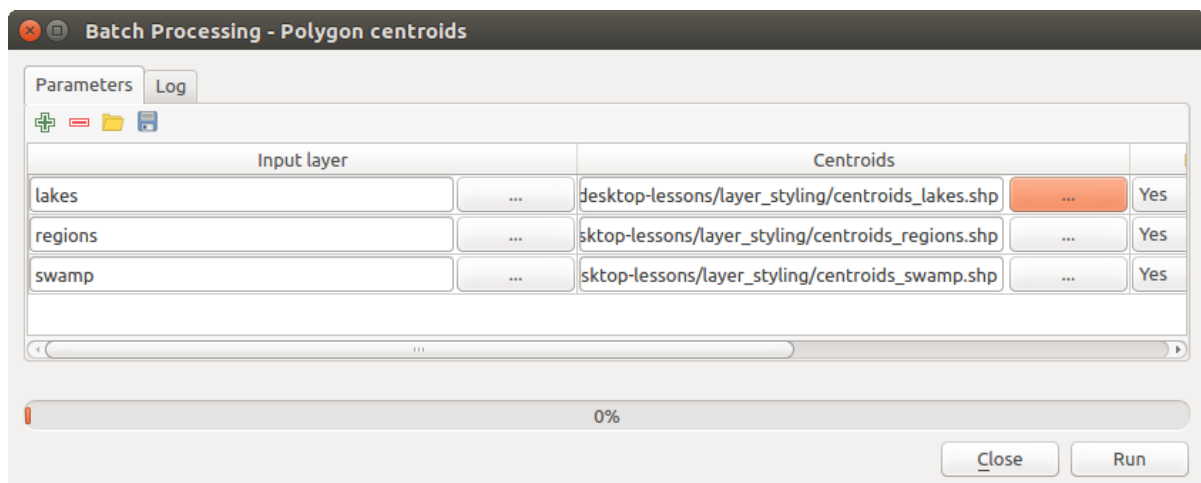 Batch Processing - Polygon centroids
Parameters Log
Input layer Centroids
lakes ... desktop-lessons/layer_styling/centroids_lakes.shp ... Yes
regions ... sktop-lessons/layer_styling/centroids_regions.shp ... Yes
swamp ... sktop-lessons/layer_styling/centroids_swamp.shp ... Yes
0%
Close Run